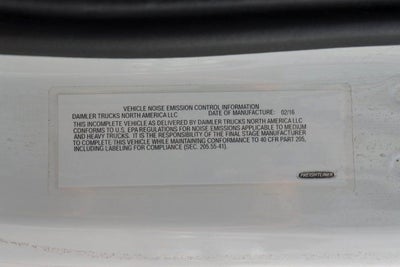 VEHICLE NOISE EMISSION CONTROL INFORMATION
DAIMLER TRUCKS NORTH AMERICA LLC DATE OF MANUFACTURE: 02/16
THIS INCOMPLETE VEHICLE AS DELIVERED BY DAIMLER TRUCKS NORTH AMERICA LLC
CONFORMS TO U.S. EPA REGULATIONS FOR NOISE EMISSIONS APPLICABLE TO MEDIUM
AND HEAVY TRUCKS. IT IS THE RESPONSIBILITY OF THE FINAL STAGE MANUFACTURER
TO COMPLETE THIS VEHICLE WHILE MAINTAINING CONFORMANCE TO 40 CFR PART 205,
INCLUDING LABELING FOR COMPLIANCE (SEC. 205.55-41).
FREIGHTLINER